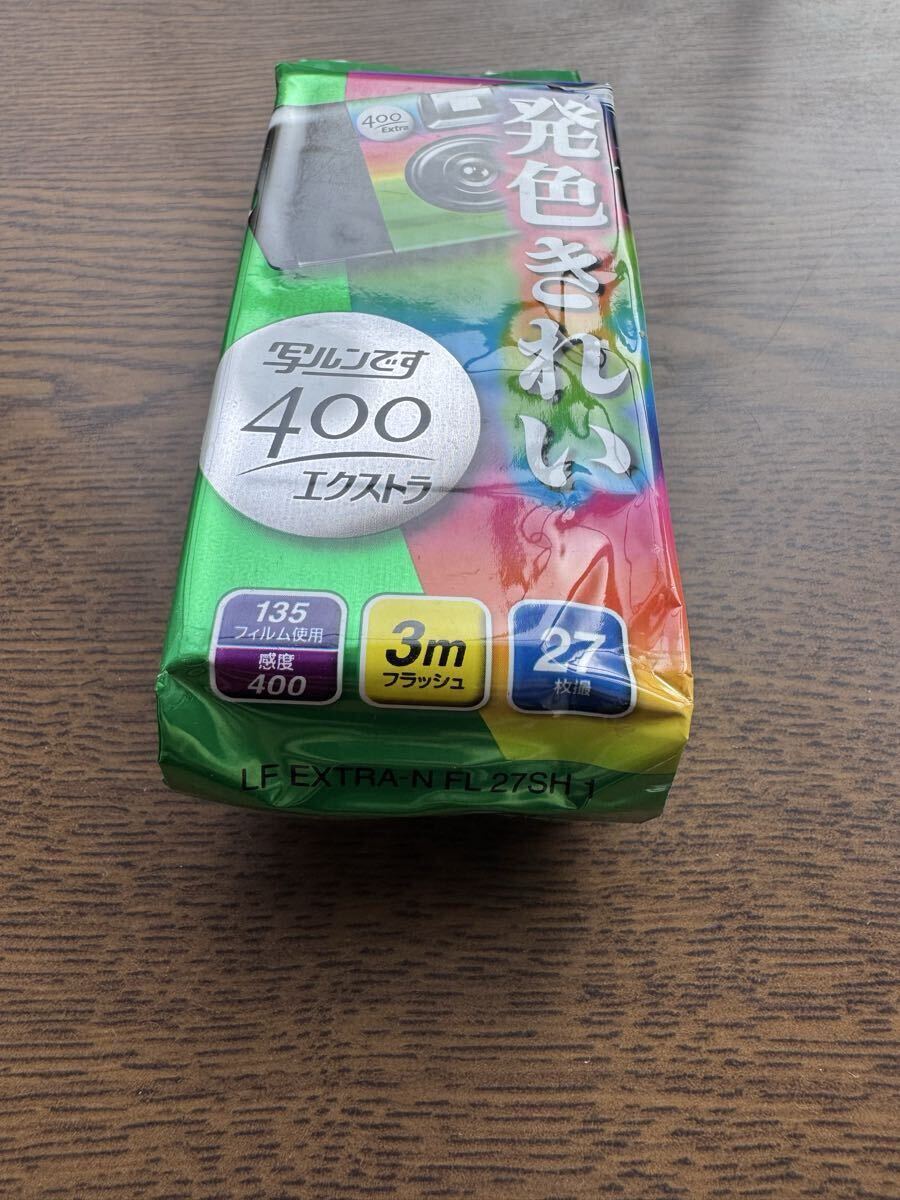 400
Extra
発色きれい
写ルンです
400
エクストラ
135
フィルム使用
感度
400
3m
フラッシュ
27
枚撮
LF EXTRA-N FL 27SH 1